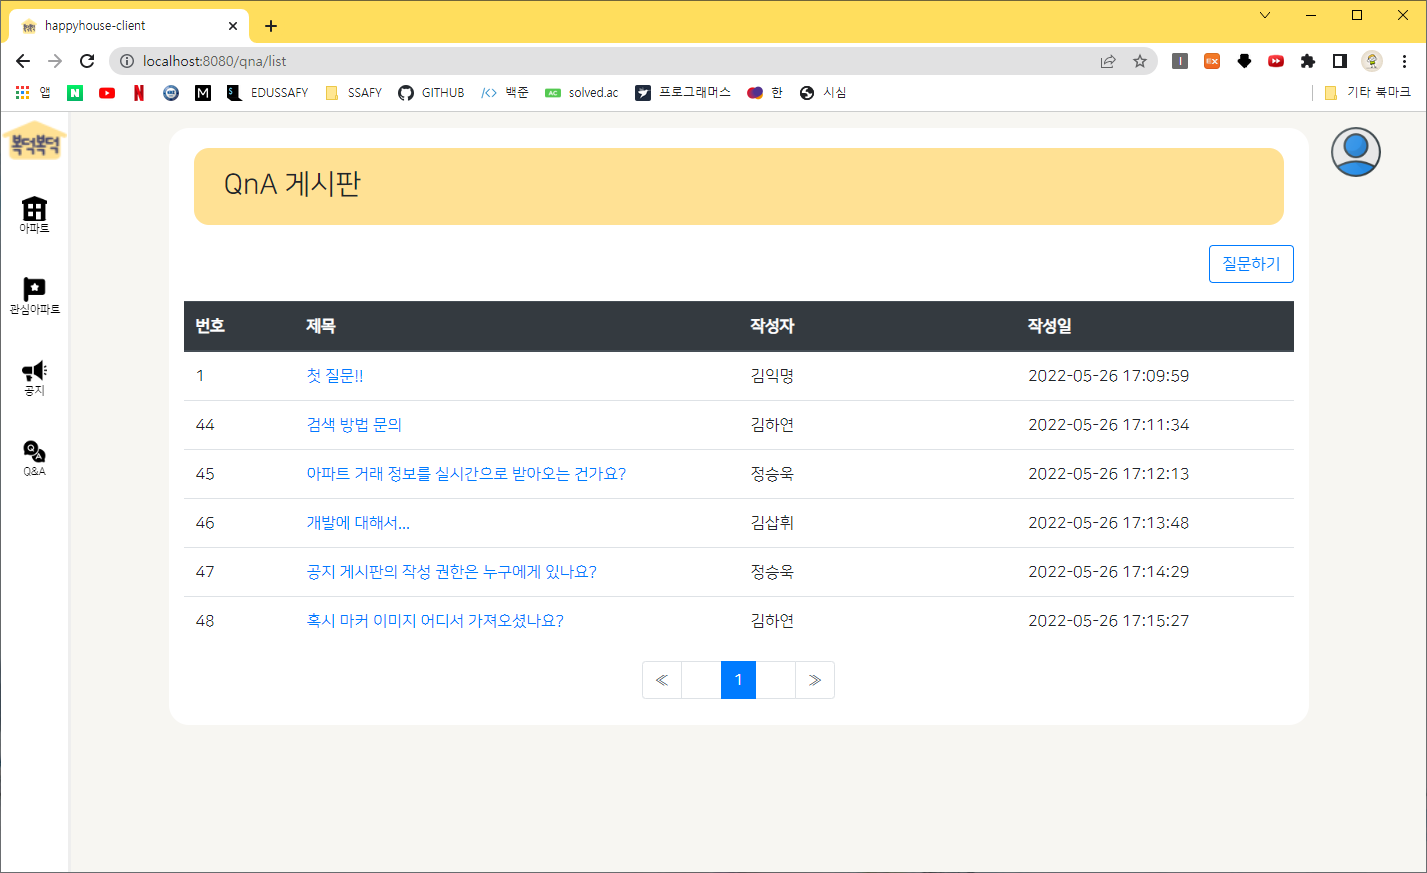 happyhouse-client
localhost:8080/qna/list
앱 EDUSSAFY SSAFY GITHUB 백준 solved.ac 프로그래머스 한 시심 기타 북마크
복덕복덕
아파트
관심아파트
공지
Q&A
QnA 게시판
질문하기
번호 제목 작성자 작성일
1 첫 질문!! 김익명 2022-05-26 17:09:59
44 검색 방법 문의 김하연 2022-05-26 17:11:34
45 아파트 거래 정보를 실시간으로 받아오는 건가요? 정승욱 2022-05-26 17:12:13
46 개발에 대해서... 김삽휘 2022-05-26 17:13:48
47 공지 게시판의 작성 권한은 누구에게 있나요? 정승욱 2022-05-26 17:14:29
48 혹시 마커 이미지 어디서 가져오셨나요? 김하연 2022-05-26 17:15:27
≪ 1 ≫